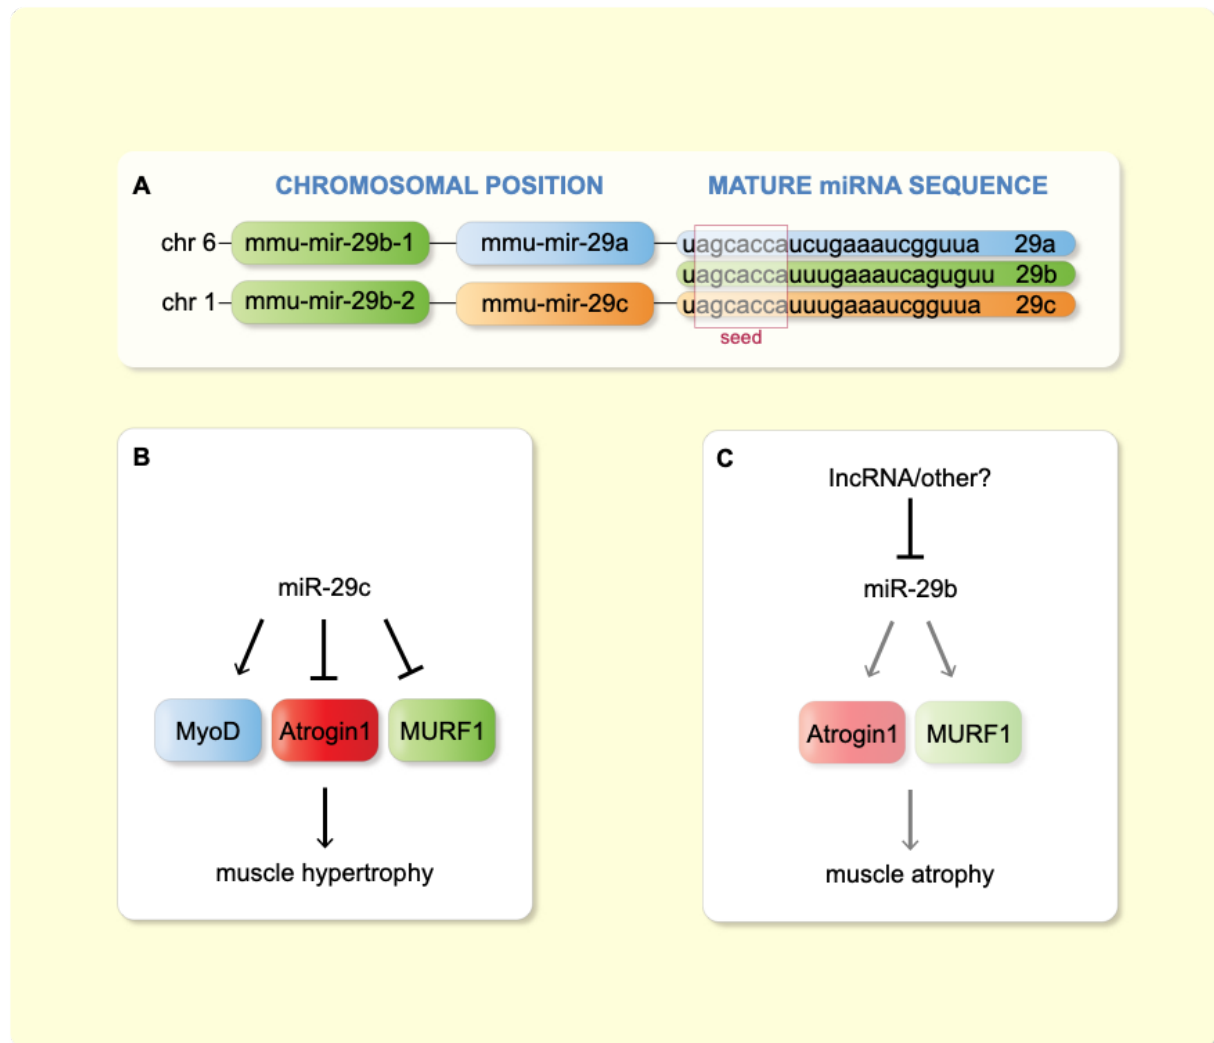 A
CHROMOSOMAL POSITION
MATURE miRNA SEQUENCE
chr 6
mmu-mir-29b-1
mmu-mir-29a
uagcaccaucugaaaucgguua 29a
uagcaccauuugaaaucaguguu 29b
chr 1
mmu-mir-29b-2
mmu-mir-29c
uagcaccauuugaaaucgguua 29c
seed
B
miR-29c
MyoD
Atrogin1
MURF1
muscle hypertrophy
C
lncRNA/other?
miR-29b
Atrogin1
MURF1
muscle atrophy